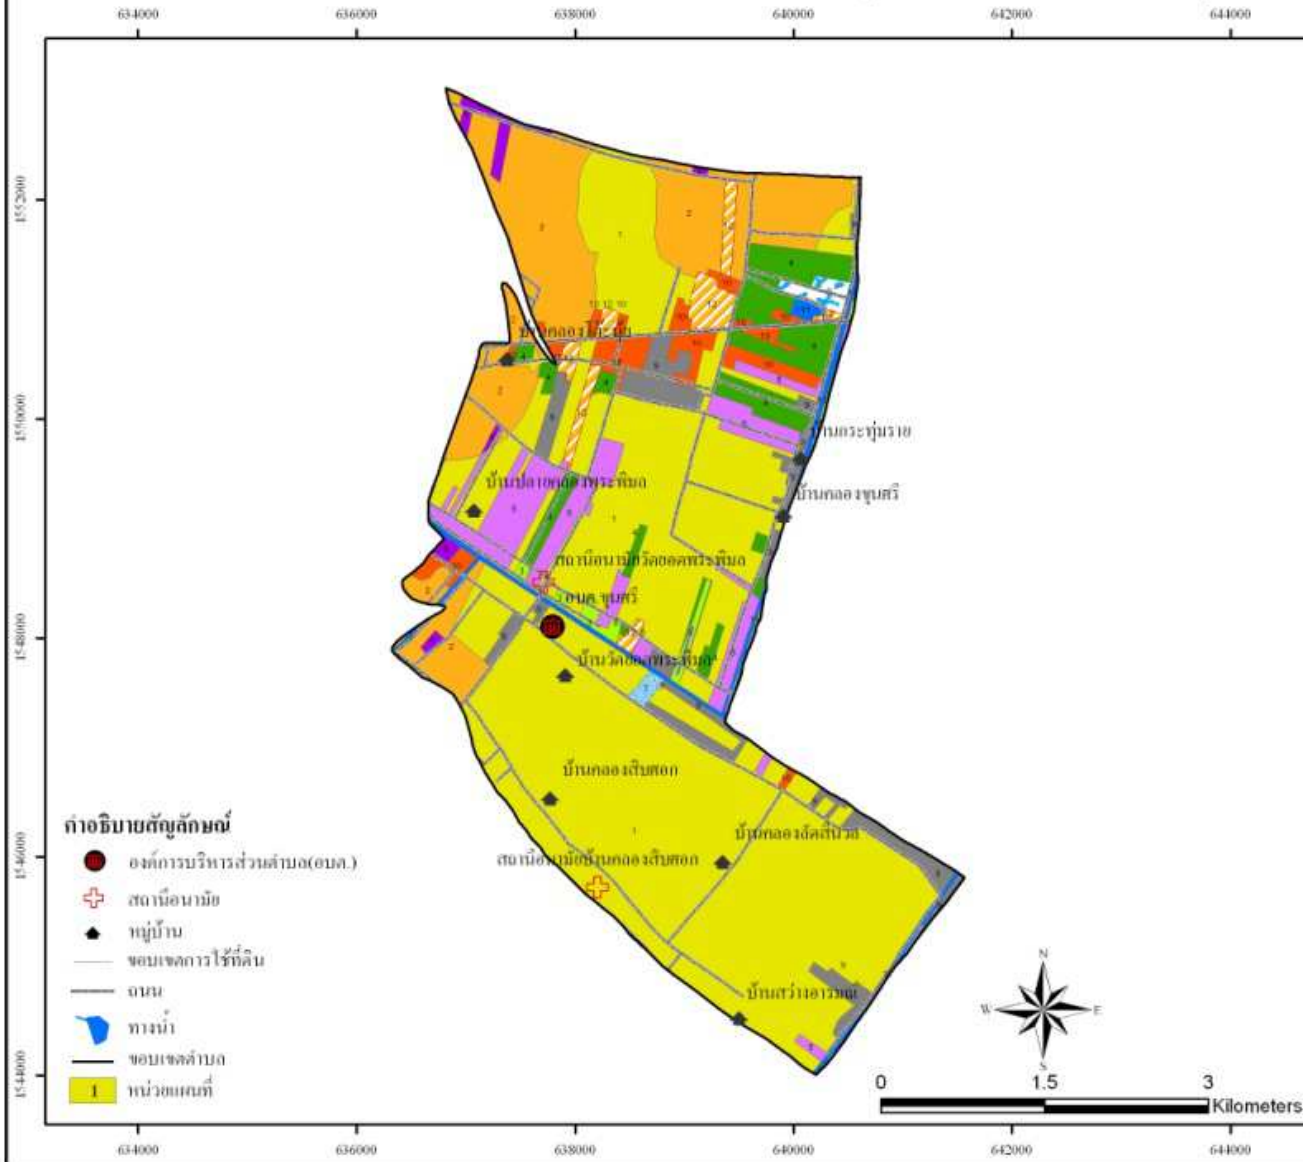 634000 636000 638000 640000 642000 644000
1552000
1550000
1548000
1546000
1544000
บ้านกระทุ่มราย
บ้านปลายคลองพระพิมล
บ้านคลองขุนศรี
สถานีอนามัยวัดยอดพระพิมล
อบต.ขุนศรี
บ้านวัดยอดพระพิมล
บ้านคลองสิบศอก
บ้านคลองลัดสีนวล
สถานีอนามัยบ้านคลองสิบศอก
บ้านสว่างอารมณ์
คำอธิบายสัญลักษณ์
องค์การบริหารส่วนตำบล(อบต.)
สถานีอนามัย
หมู่บ้าน
ขอบเขตการใช้ที่ดิน
ถนน
ทางน้ำ
ขอบเขตตำบล
1 หน่วยแผนที่
N
W E
S
0 1.5 3
Kilometers
634000 636000 638000 640000 642000 644000